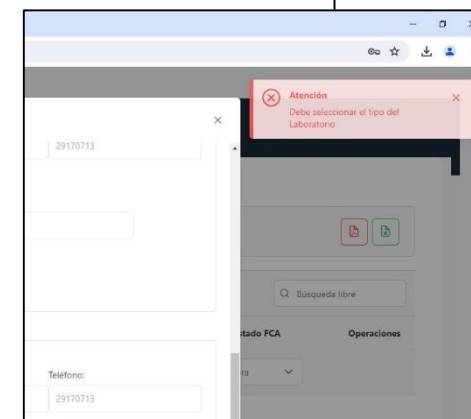 Atención
Debe seleccionar el tipo del
Laboratorio
29170713
Búsqueda libre
stado FCA
Operaciones
ra
Teléfono:
29170713